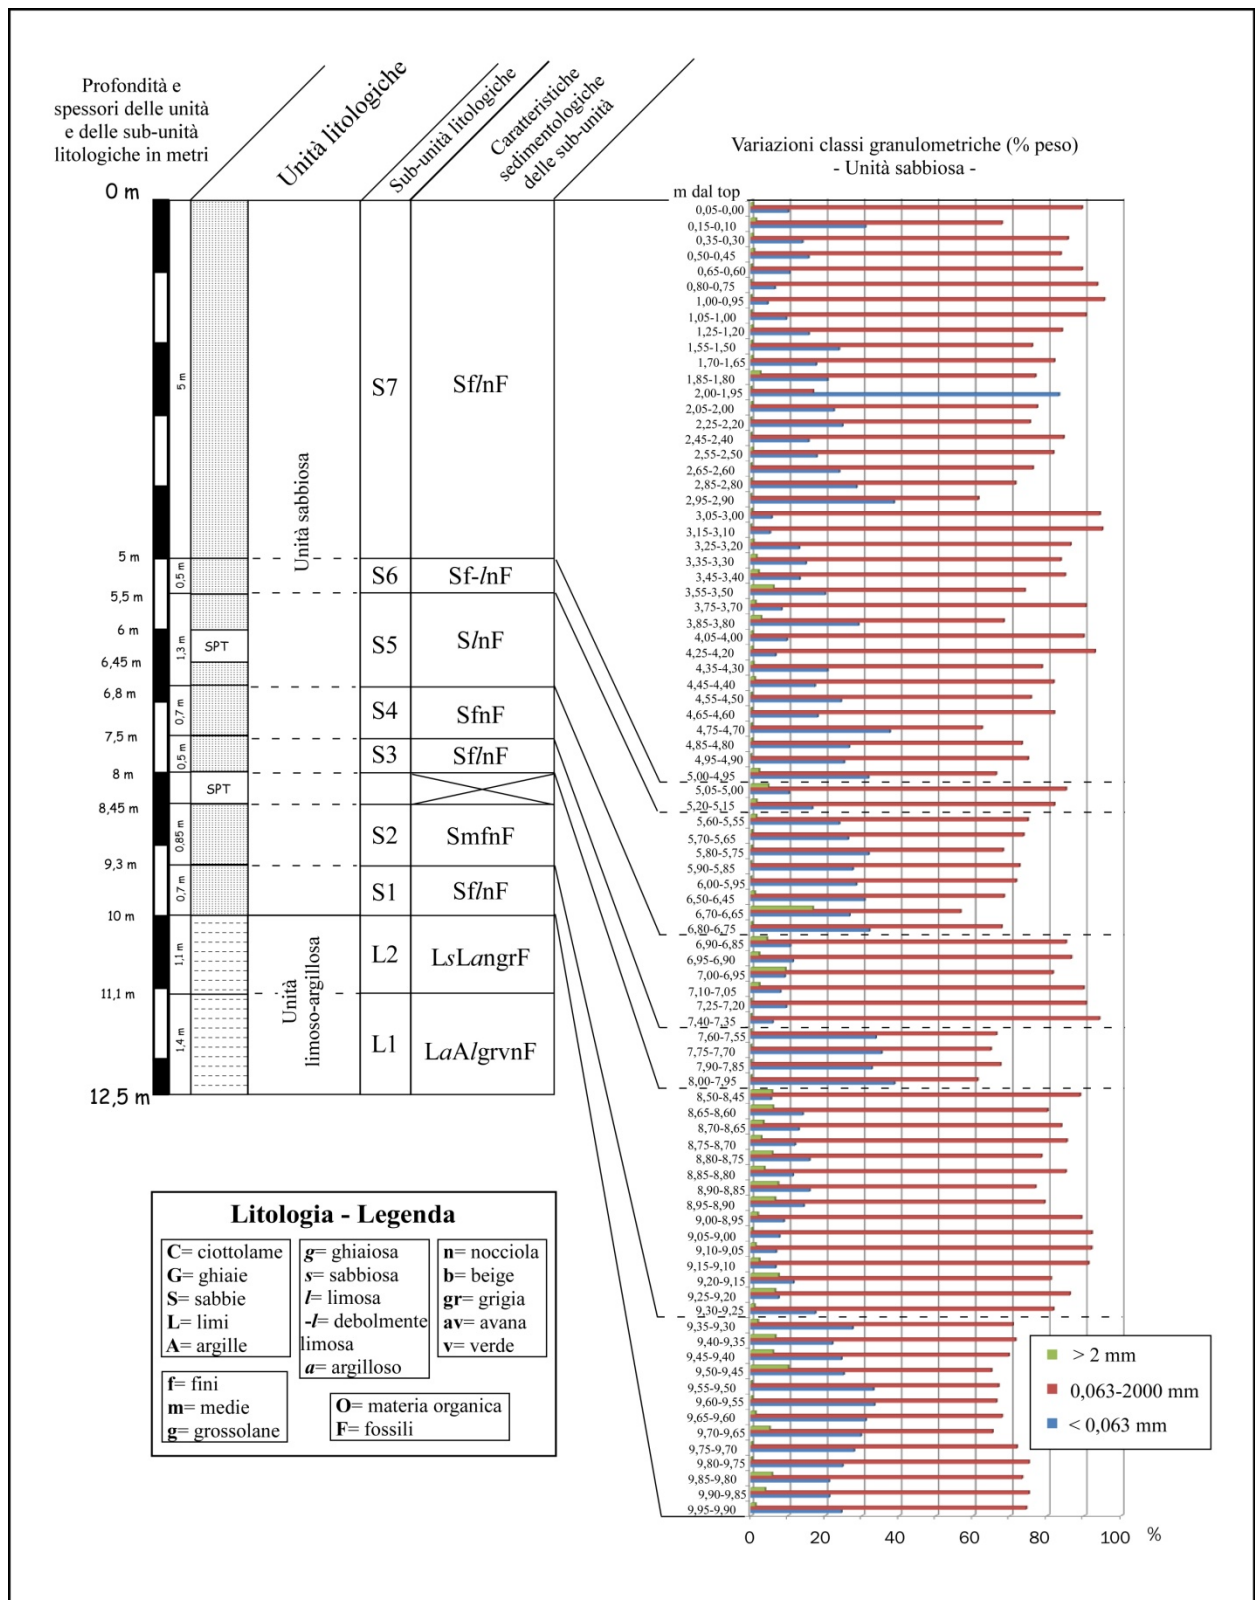 Profondità e
spessori delle unità
e delle sub-unità
litologiche in metri
Unità litologiche
Sub-unità litologiche
Caratteristiche
sedimentologiche
delle sub-unità
Variazioni classi granulometriche (% peso)
- Unità sabbiosa -
m dal top
0 m
5 m
5,5 m
6 m
6,45 m
6,8 m
7,5 m
8 m
8,45 m
9,3 m
10 m
11,1 m
12,5 m
5 m
0,5 m
1,3 m
0,7 m
0,5 m
0,85 m
0,7 m
1,1 m
1,4 m
SPT
SPT
Unità sabbiosa
Unità
limoso-argillosa
S7 SflnF
S6 Sf-lnF
S5 SlnF
S4 SfnF
S3 SflnF
S2 SmfnF
S1 SflnF
L2 LsLangrF
L1 LaAlgrvnF
0,05-0,00
0,15-0,10
0,35-0,30
0,50-0,45
0,65-0,60
0,80-0,75
1,00-0,95
1,05-1,00
1,25-1,20
1,55-1,50
1,70-1,65
1,85-1,80
2,00-1,95
2,05-2,00
2,25-2,20
2,45-2,40
2,55-2,50
2,65-2,60
2,85-2,80
2,95-2,90
3,05-3,00
3,15-3,10
3,25-3,20
3,35-3,30
3,45-3,40
3,55-3,50
3,75-3,70
3,85-3,80
4,05-4,00
4,25-4,20
4,35-4,30
4,45-4,40
4,55-4,50
4,65-4,60
4,75-4,70
4,85-4,80
4,95-4,90
5,00-4,95
5,05-5,00
5,20-5,15
5,60-5,55
5,70-5,65
5,80-5,75
5,90-5,85
6,00-5,95
6,50-6,45
6,70-6,65
6,80-6,75
6,90-6,85
6,95-6,90
7,00-6,95
7,10-7,05
7,25-7,20
7,40-7,35
7,60-7,55
7,75-7,70
7,90-7,85
8,00-7,95
8,50-8,45
8,65-8,60
8,70-8,65
8,75-8,70
8,80-8,75
8,85-8,80
8,90-8,85
8,95-8,90
9,00-8,95
9,05-9,00
9,10-9,05
9,15-9,10
9,20-9,15
9,25-9,20
9,30-9,25
9,35-9,30
9,40-9,35
9,45-9,40
9,50-9,45
9,55-9,50
9,60-9,55
9,65-9,60
9,70-9,65
9,75-9,70
9,80-9,75
9,85-9,80
9,90-9,85
9,95-9,90
0 20 40 60 80 100 %
> 2 mm
0,063-2000 mm
< 0,063 mm
Litologia - Legenda
C= ciottolame
G= ghiaie
S= sabbie
L= limi
A= argille
g= ghiaiosa
s= sabbiosa
l= limosa
-l= debolmente
limosa
a= argilloso
n= nocciola
b= beige
gr= grigia
av= avana
v= verde
f= fini
m= medie
g= grossolane
O= materia organica
F= fossili